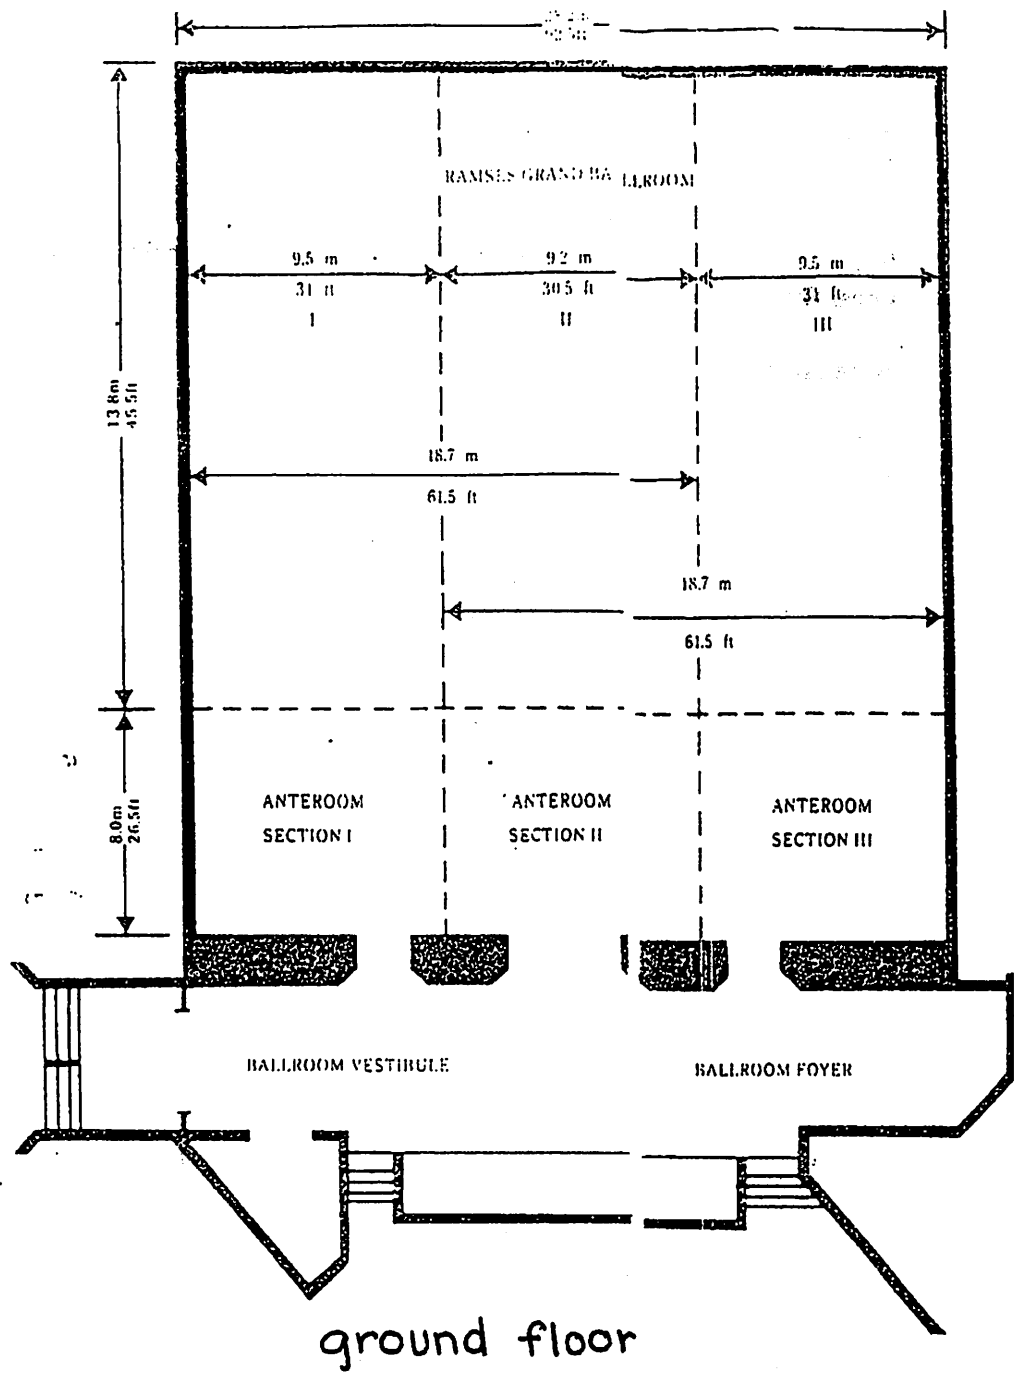 RAMSES GRAND BALLROOM
9.5 m
31 ft
I
9.2 m
30.5 ft
II
9.5 m
31 ft
III
13.8m
45.5ft
18.7 m
61.5 ft
18.7 m
61.5 ft
8.0m
26.5ft
ANTEROOM
SECTION I
ANTEROOM
SECTION II
ANTEROOM
SECTION III
BALLROOM VESTIBULE
BALLROOM FOYER
ground floor